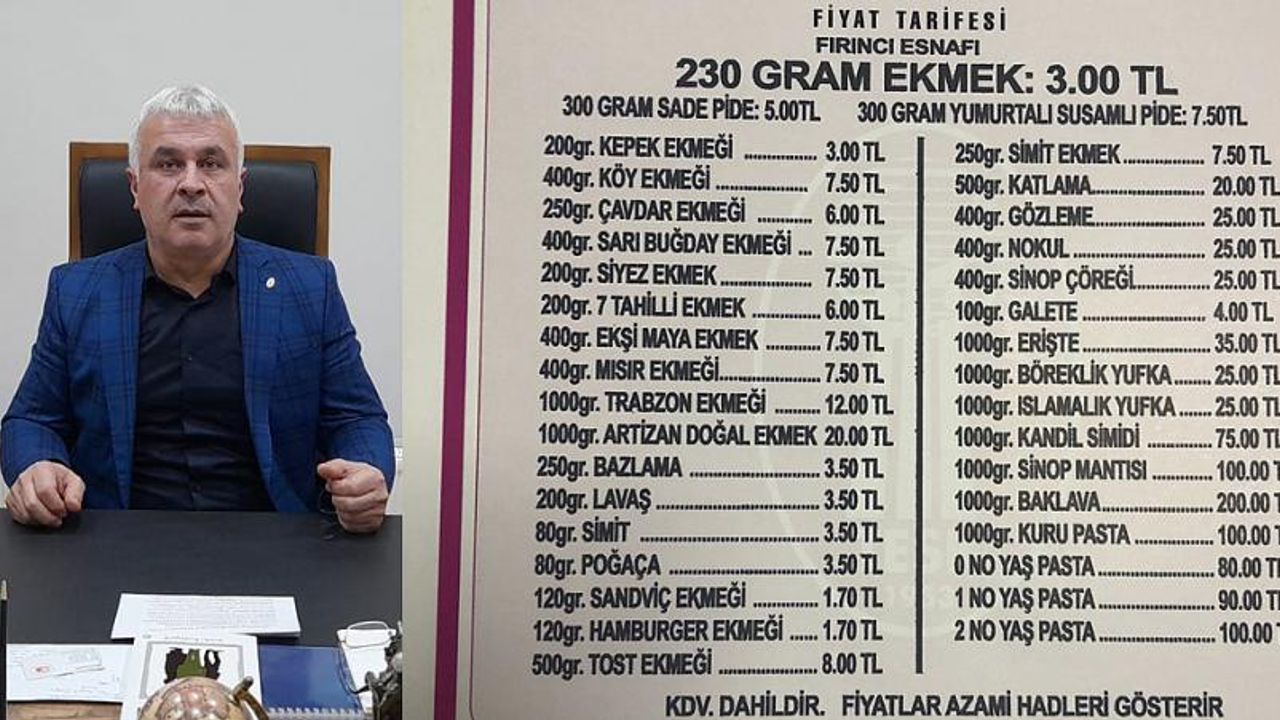 FİYAT TARİFESİ
FIRINCI ESNAFI
230 GRAM EKMEK: 3.00 TL
300 GRAM SADE PİDE: 5.00TL 300 GRAM YUMURTALI SUSAMLI PİDE: 7.50TL
200gr. KEPEK EKMEĞİ ................ 3.00 TL
400gr. KÖY EKMEĞİ .................... 7.50 TL
250gr. ÇAVDAR EKMEĞİ ............ 6.00 TL
400gr. SARI BUĞDAY EKMEĞİ ... 7.50 TL
200gr. SİYEZ EKMEK .................... 7.50 TL
200gr. 7 TAHİLLİ EKMEK .............. 6.00 TL
400gr. EKŞİ MAYA EKMEK ........... 7.50 TL
400gr. MISIR EKMEĞİ...................... 7.50 TL
1000gr. TRABZON EKMEĞİ .......... 12.00 TL
1000gr. ARTİZAN DOĞAL EKMEK 20.00 TL
250gr. BAZLAMA ............................ 3.50 TL
200gr. LAVAŞ .................................... 3.50 TL
80gr. SİMİT ....................................... 3.50 TL
80gr. POĞAÇA ................................. 3.50 TL
120gr. SANDVİÇ EKMEĞİ .............. 1.70 TL
120gr. HAMBURGER EKMEĞİ ...... 1.70 TL
500gr. TOST EKMEĞİ ...................... 8.00 TL
250gr. SİMİT EKMEK .................. 7.50 TL
500gr. KATLAMA......................... 20.00 TL
400gr. GÖZLEME......................... 25.00 TL
400gr. NOKUL ............................. 25.00 TL
400gr. SİNOP ÇÖREĞİ................ 25.00 TL
100gr. GALETE ........................... 4.00 TL
1000gr. ERİŞTE ........................... 35.00 TL
1000gr. BÖREKLİK YUFKA........ 25.00 TL
1000gr. ISLAMALIK YUFKA ....... 25.00 TL
1000gr. KANDİL SİMİDİ .............. 75.00 TL
1000gr. SİNOP MANTISI ............. 100.00 TL
1000gr. BAKLAVA........................ 200.00 TL
1000gr. KURU PASTA ................. 100.00 TL
0 NO YAŞ PASTA ......................... 80.00 TL
1 NO YAŞ PASTA ......................... 90.00 TL
2 NO YAŞ PASTA ......................... 100.00 TL
KDV. DAHİLDİR. FİYATLAR AZAMİ HADLERİ GÖSTERİR